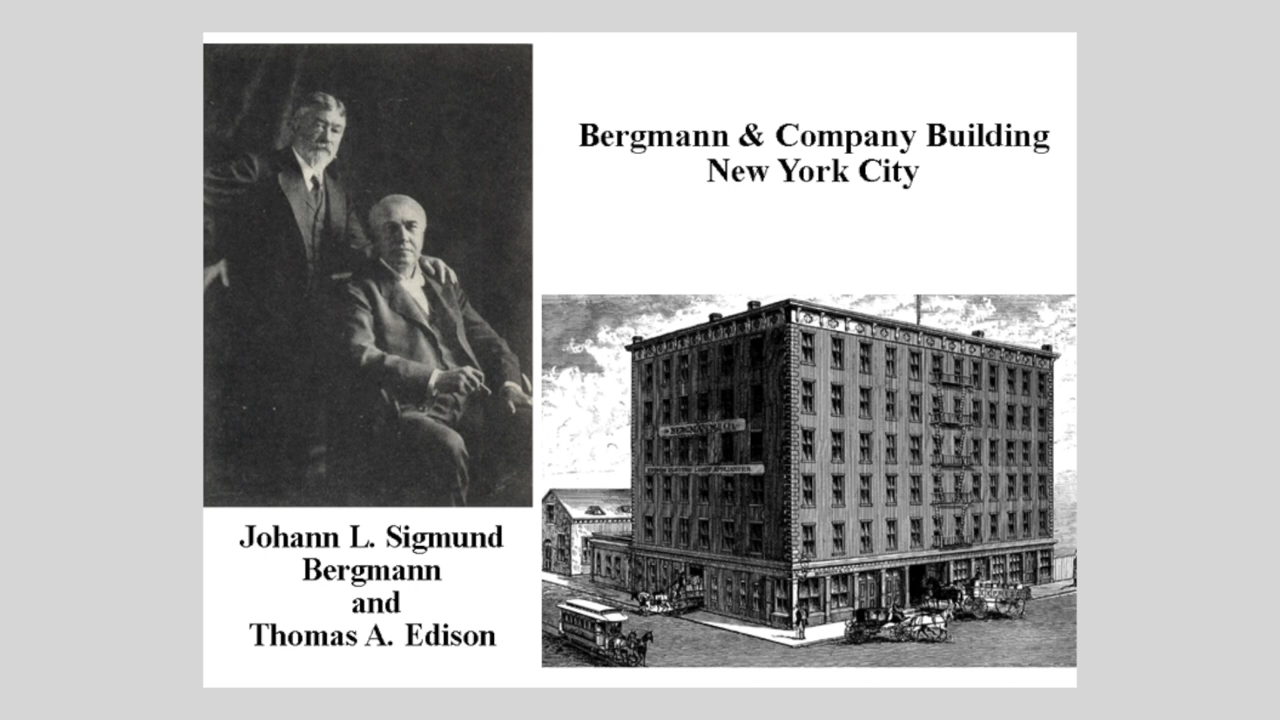 Bergmann & Company Building
New York City
Johann L. Sigmund
Bergmann
and
Thomas A. Edison